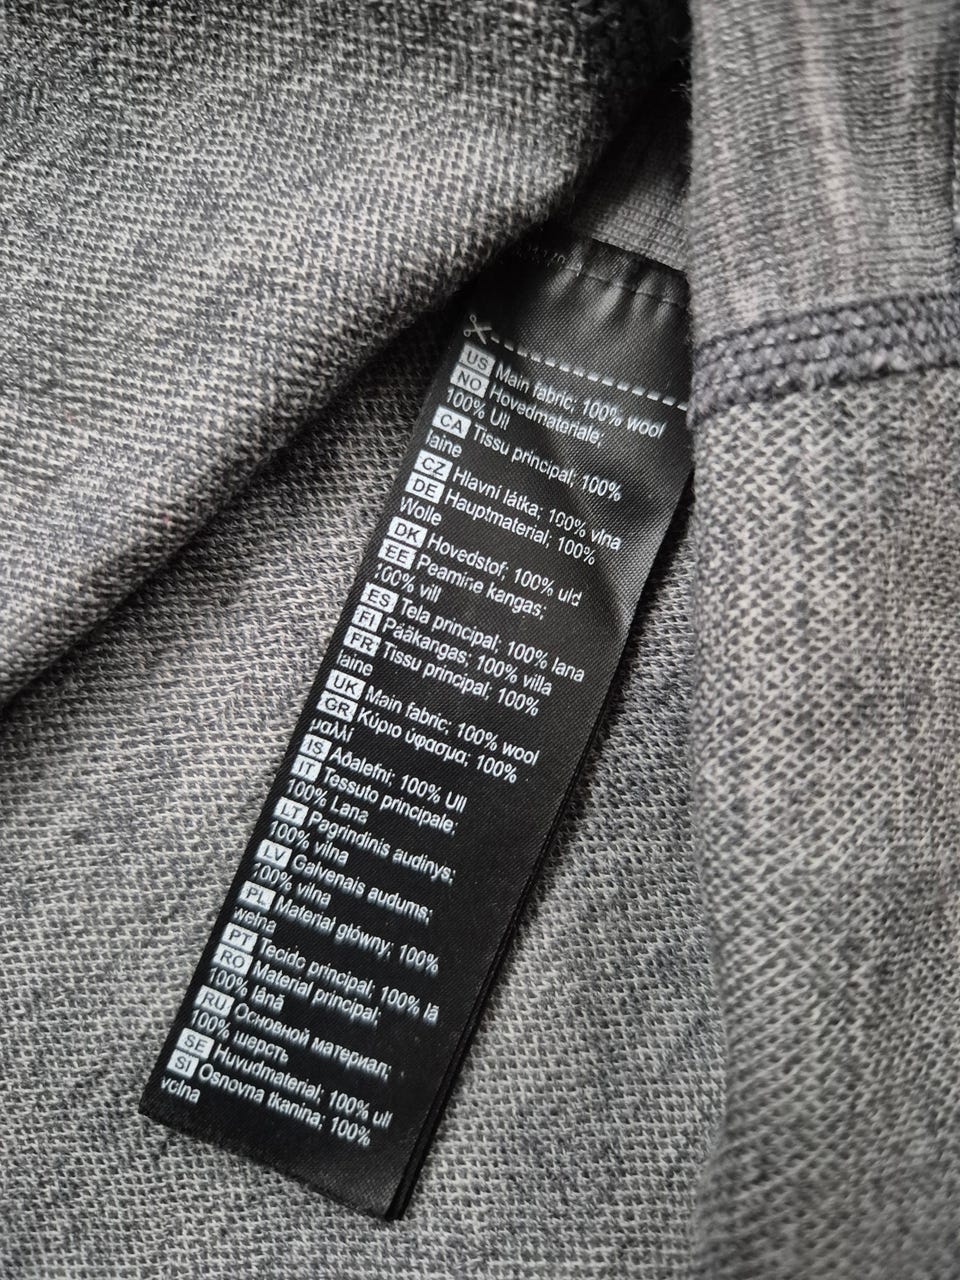 US Main fabric; 100% wool
NO Hovedmateriale;
100% Ull
CA Tissu principal; 100%
laine
CZ Hlavní látka; 100% vlna
DE Hauptmaterial; 100%
Wolle
DK Hovedstof; 100% uld
EE Peamine kangas;
100% vill
ES Tela principal; 100% lana
FI Pääkangas; 100% villa
FR Tissu principal; 100%
laine
UK Main fabric; 100% wool
GR Κύριο ύφασμα; 100%
μαλλί
IS Aðalefni; 100% Ull
IT Tessuto principale;
100% Lana
LT Pagrindinis audinys;
100% vilna
LV Galvenais audums;
100% vilna
PL Materiał główny; 100%
wełna
PT Tecido principal; 100% lã
RO Material principal;
100% lână
RU Основной материал;
100% шерсть
SE Huvudmaterial; 100% ull
SI Osnovna tkanina; 100%
volna